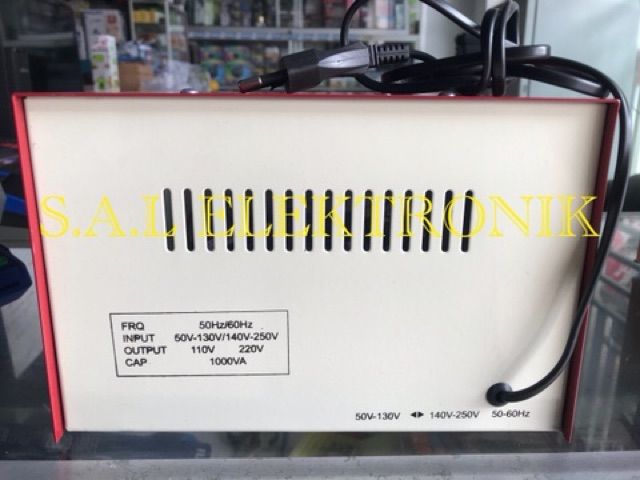 S.A.L ELEKTRONIK
FRQ 50Hz/60Hz
INPUT 50V-130V/140V-250V
OUTPUT 110V 220V
CAP 1000VA
50V-130V ◄► 140V-250V 50-60Hz